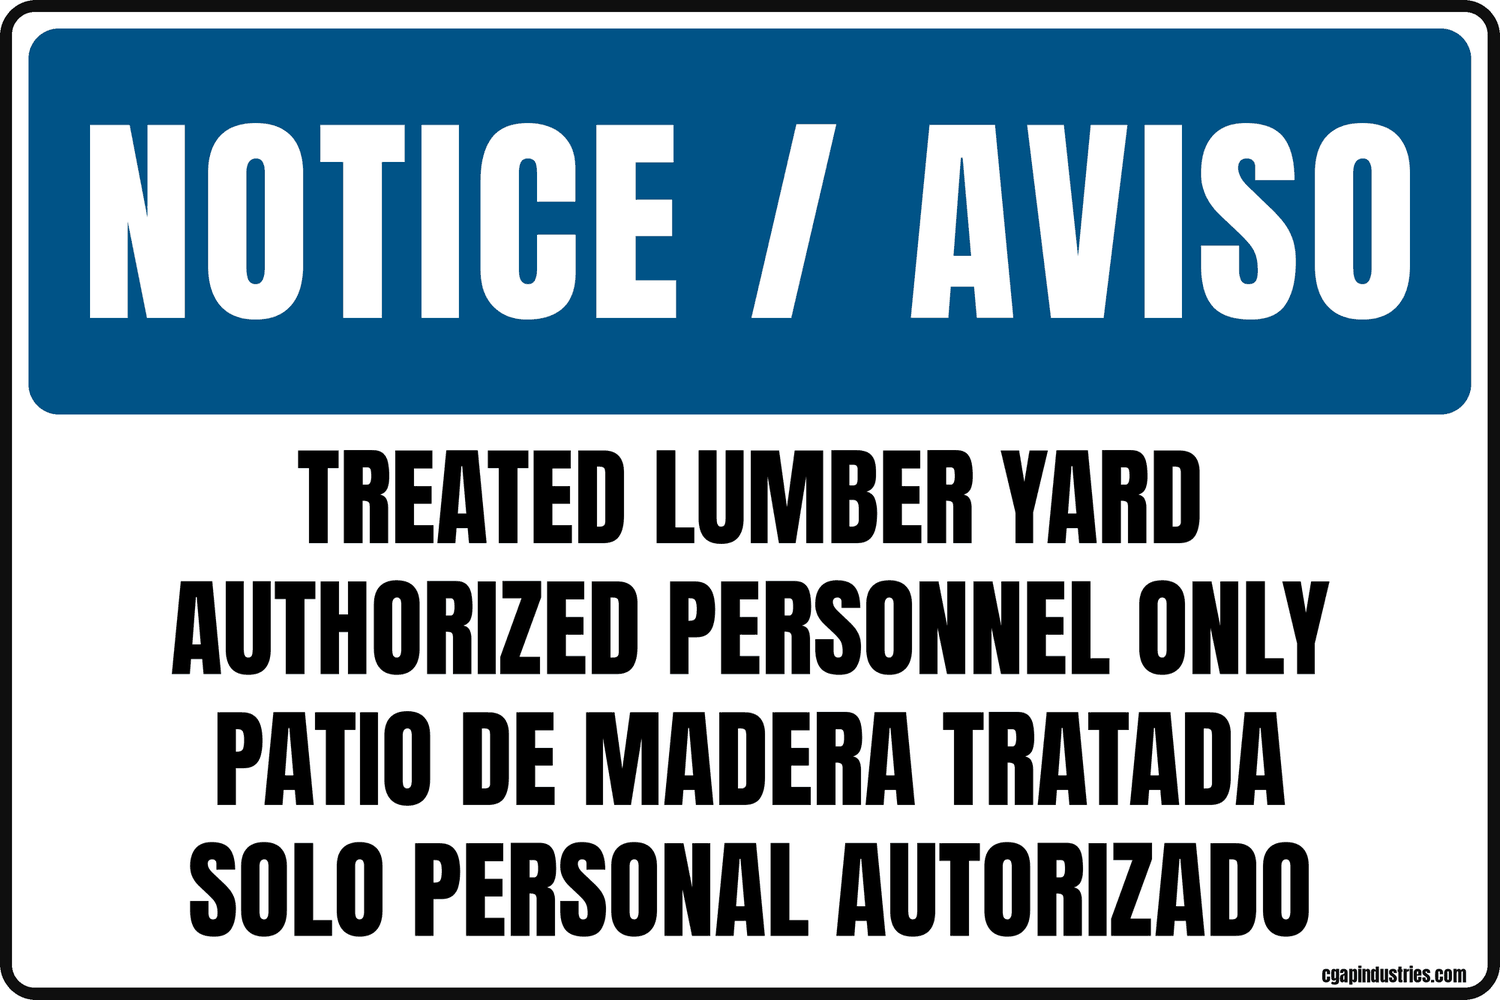 NOTICE / AVISO
TREATED LUMBER YARD
AUTHORIZED PERSONNEL ONLY
PATIO DE MADERA TRATADA
SOLO PERSONAL AUTORIZADO
cgapindustries.com